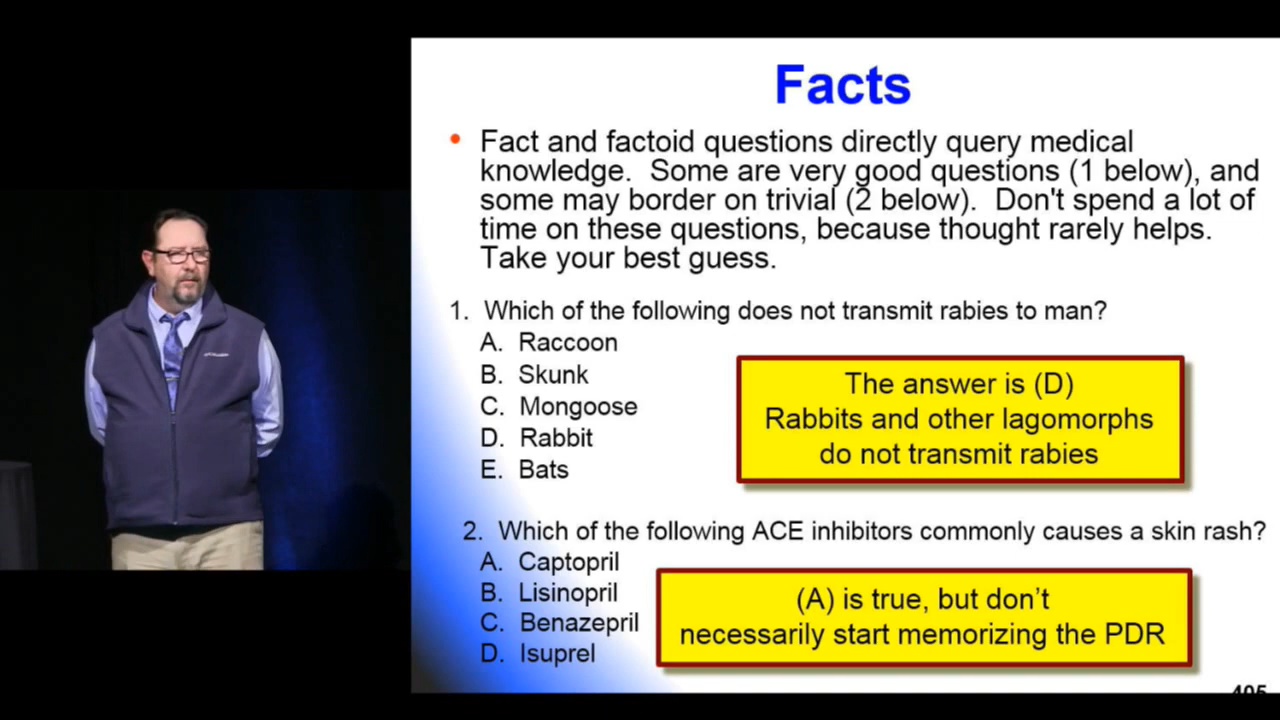 Facts
• Fact and factoid questions directly query medical
knowledge. Some are very good questions (1 below), and
some may border on trivial (2 below). Don't spend a lot of
time on these questions, because thought rarely helps.
Take your best guess.
1. Which of the following does not transmit rabies to man?
A. Raccoon
B. Skunk
C. Mongoose
D. Rabbit
E. Bats
The answer is (D)
Rabbits and other lagomorphs
do not transmit rabies
2. Which of the following ACE inhibitors commonly causes a skin rash?
A. Captopril
B. Lisinopril
C. Benazepril
D. Isuprel
(A) is true, but don’t
necessarily start memorizing the PDR